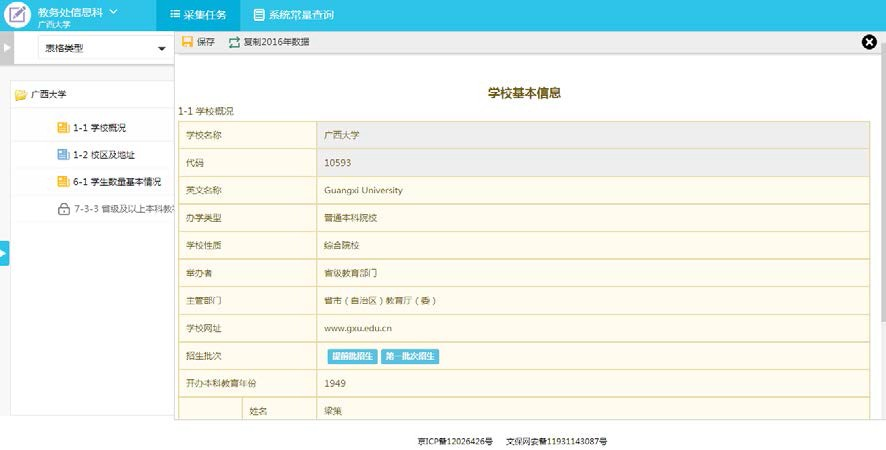 教务处信息科
广西大学
采集任务
系统常量查询
表格类型
保存
复制2016年数据
广西大学
1-1 学校概况
1-2 校区及地址
6-1 学生数量基本情况
7-3-3 省级及以上本科教学
学校基本信息
1-1 学校概况
学校名称 广西大学
代码 10593
英文名称 Guangxi University
办学类型 普通本科院校
学校性质 综合院校
举办者 省级教育部门
主管部门 省市（自治区）教育厅（委）
学校网址 www.gxu.edu.cn
招生批次 提前批招生 第一批次招生
开办本科教育年份 1949
姓名 梁策
京ICP备12026426号 文保网安备11931143087号